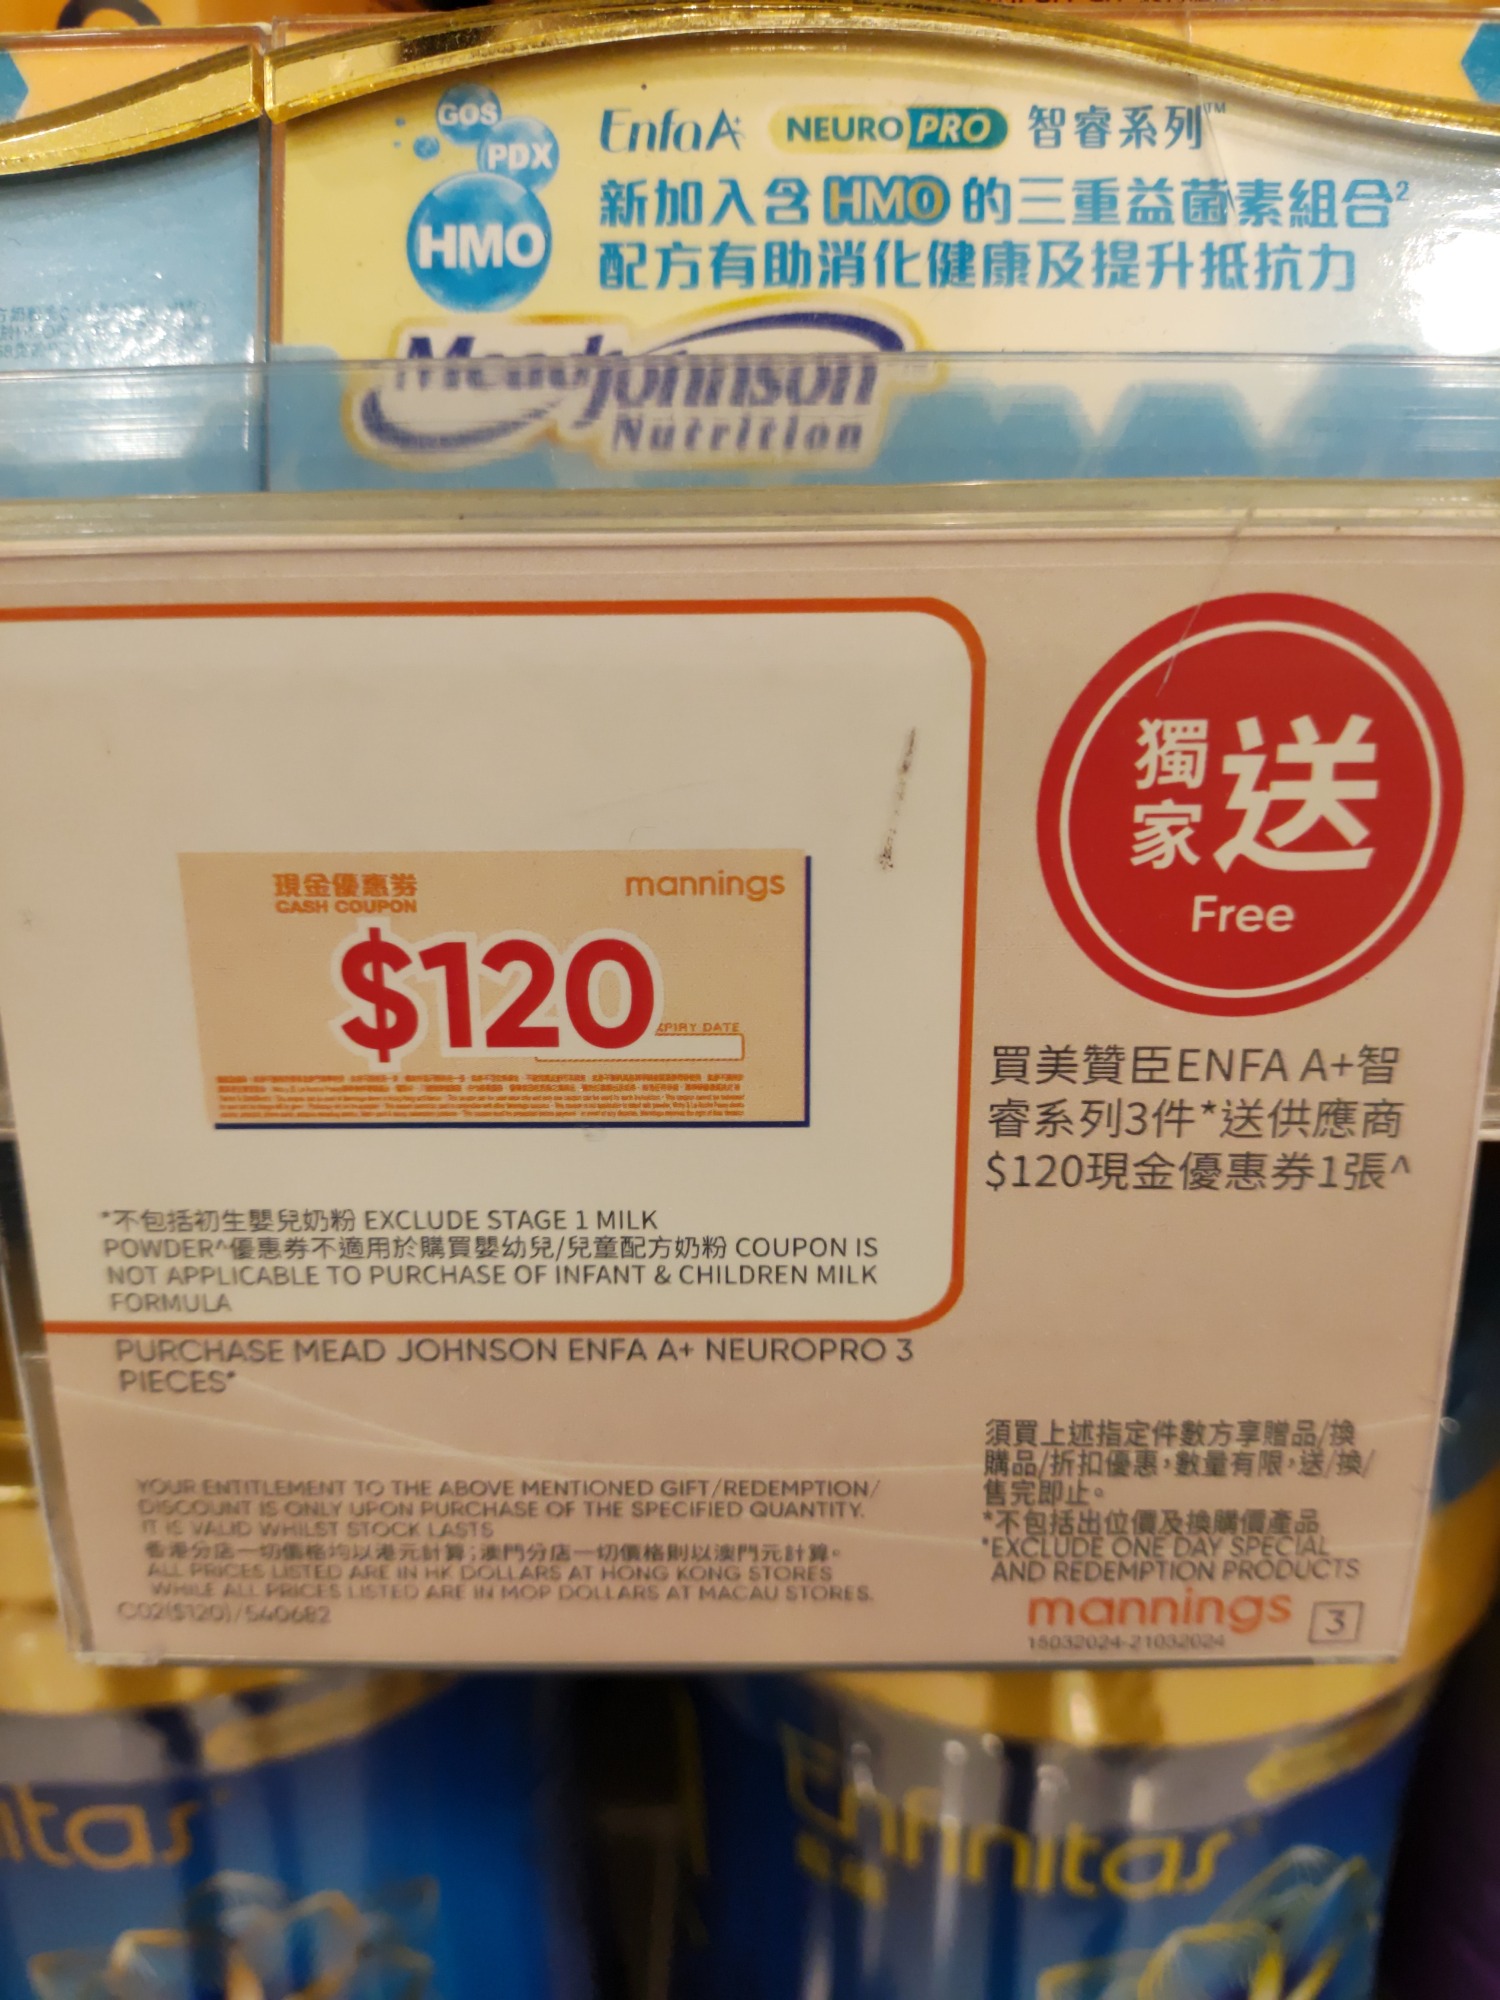 GOS
PDX
HMO
EnfaA+ NEURO PRO 智睿系列™
新加入含 HMO 的三重益菌素組合²
配方有助消化健康及提升抵抗力
MeadJohnson
Nutrition
獨家送
Free
現金優惠券
CASH COUPON
mannings
$120
XPIRY DATE
買美贊臣ENFA A+智
睿系列3件*送供應商
$120現金優惠券1張^
*不包括初生嬰兒奶粉 EXCLUDE STAGE 1 MILK
POWDER^優惠券不適用於購買嬰幼兒/兒童配方奶粉 COUPON IS
NOT APPLICABLE TO PURCHASE OF INFANT & CHILDREN MILK
FORMULA
PURCHASE MEAD JOHNSON ENFA A+ NEUROPRO 3
PIECES*
須買上述指定件數方享贈品/換
購品/折扣優惠，數量有限，送/換/
售完即止。
*不包括出位價及換購價產品
*EXCLUDE ONE DAY SPECIAL
AND REDEMPTION PRODUCTS
YOUR ENTITLEMENT TO THE ABOVE MENTIONED GIFT/REDEMPTION/
DISCOUNT IS ONLY UPON PURCHASE OF THE SPECIFIED QUANTITY.
IT IS VALID WHILST STOCK LASTS
香港分店一切價格均以港元計算；澳門分店一切價格則以澳門元計算。
ALL PRICES LISTED ARE IN HK DOLLARS AT HONG KONG STORES
WHILE ALL PRICES LISTED ARE IN MOP DOLLARS AT MACAU STORES.
C02($120)/540682
mannings 3
15032024-21032024
itas
Enfinitas